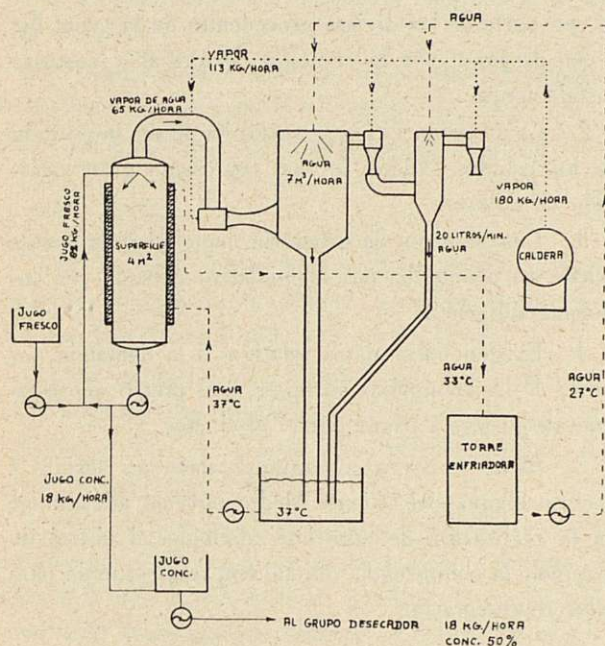 AGUA
VAPOR
113 KG/HORA
VAPOR DE AGUA
65 KG/HORA
AGUA
7 M³/HORA
JUGO FRESCO
82 KG/HORA
SUPERFICIE
4 M²
VAPOR
180 KG/HORA
20 LITROS/MIN.
AGUA
CALDERA
JUGO
FRESCO
AGUA
37°C
AGUA
33°C
AGUA
27°C
TORRE
ENFRIADORA
JUGO CONC.
18 KG/HORA
37°C
JUGO
CONC.
AL GRUPO DESECADOR
18 KG./HORA
CONC. 50%